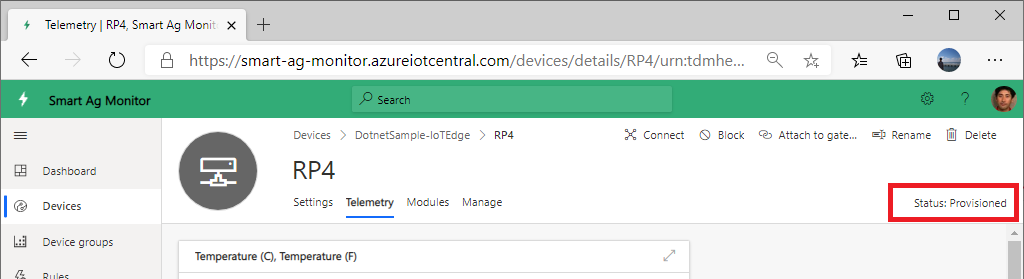 Telemetry | RP4, Smart Ag Monit
https://smart-ag-monitor.azureiotcentral.com/devices/details/RP4/urn:tdmhe...
Smart Ag Monitor
Search
?
Devices > DotnetSample-IoTEdge > RP4
Connect
Block
Attach to gate...
Rename
Delete
RP4
Dashboard
Devices
Device groups
Rules
Settings
Telemetry
Modules
Manage
Status: Provisioned
Temperature (C), Temperature (F)